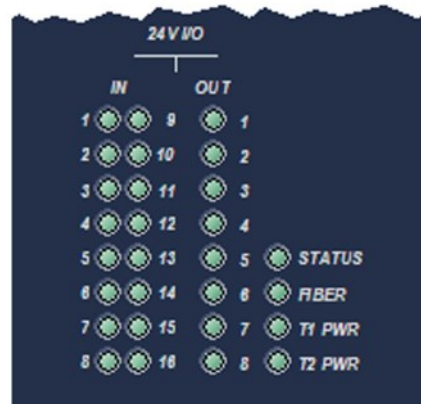 24 V I/O
IN OUT
1 9 1
2 10 2
3 11 3
4 12 4
5 13 5 STATUS
6 14 6 FIBER
7 15 7 T1 PWR
8 16 8 T2 PWR